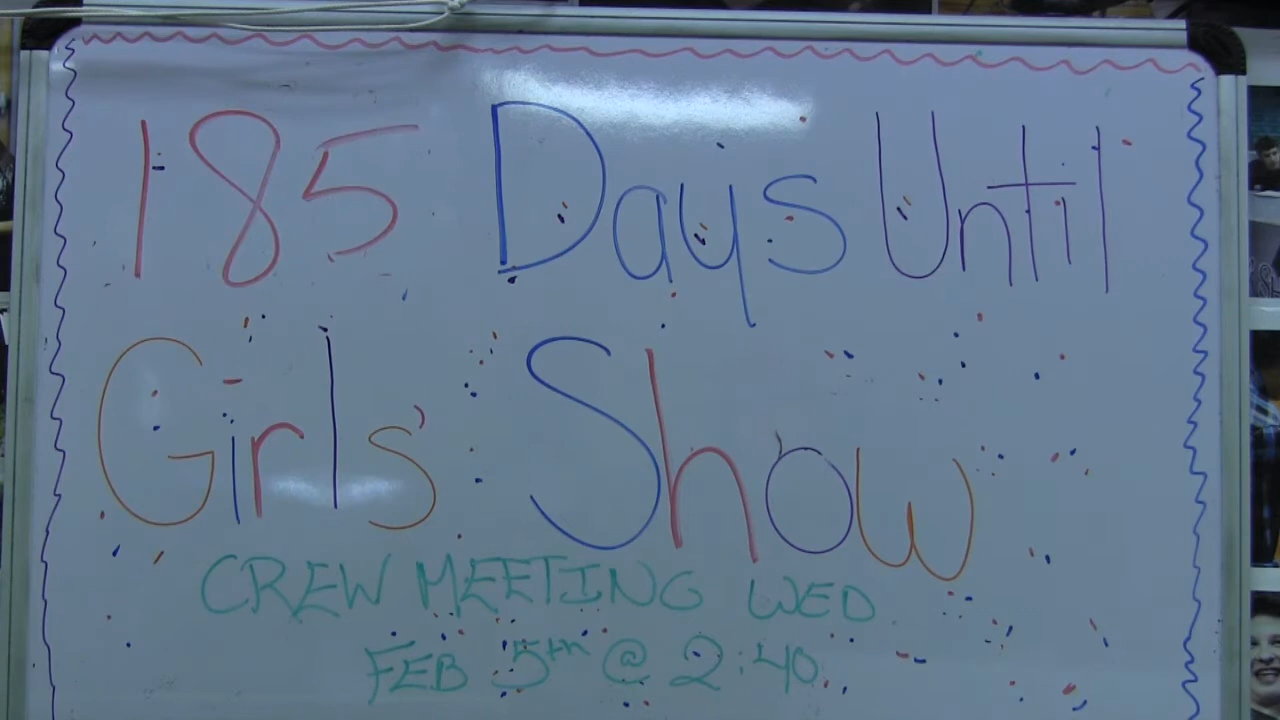 185 Days Until
Girls' Show
CREW MEETING WED
FEB 5th @ 2:40